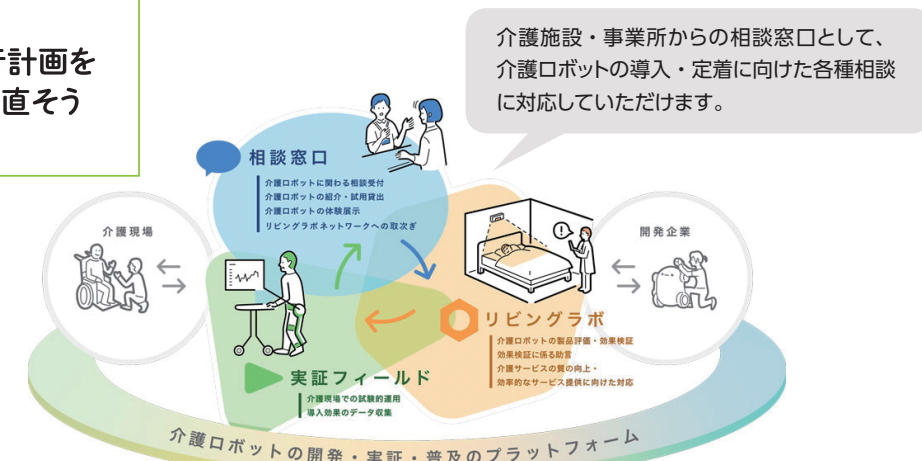 計画を
直そう
介護施設・事業所からの相談窓口として、
介護ロボットの導入・定着に向けた各種相談
に対応していただけます。
相談窓口
介護ロボットに関わる相談受付
介護ロボットの紹介・試用貸出
介護ロボットの体験展示
リビングラボネットワークへの取次ぎ
介護現場
開発企業
リビングラボ
介護ロボットの製品評価・効果検証
効果検証に係る助言
介護サービスの質の向上・
効率的なサービス提供に向けた対応
実証フィールド
介護現場での試験的運用
導入効果のデータ収集
介護ロボットの開発・実証・普及のプラットフォーム